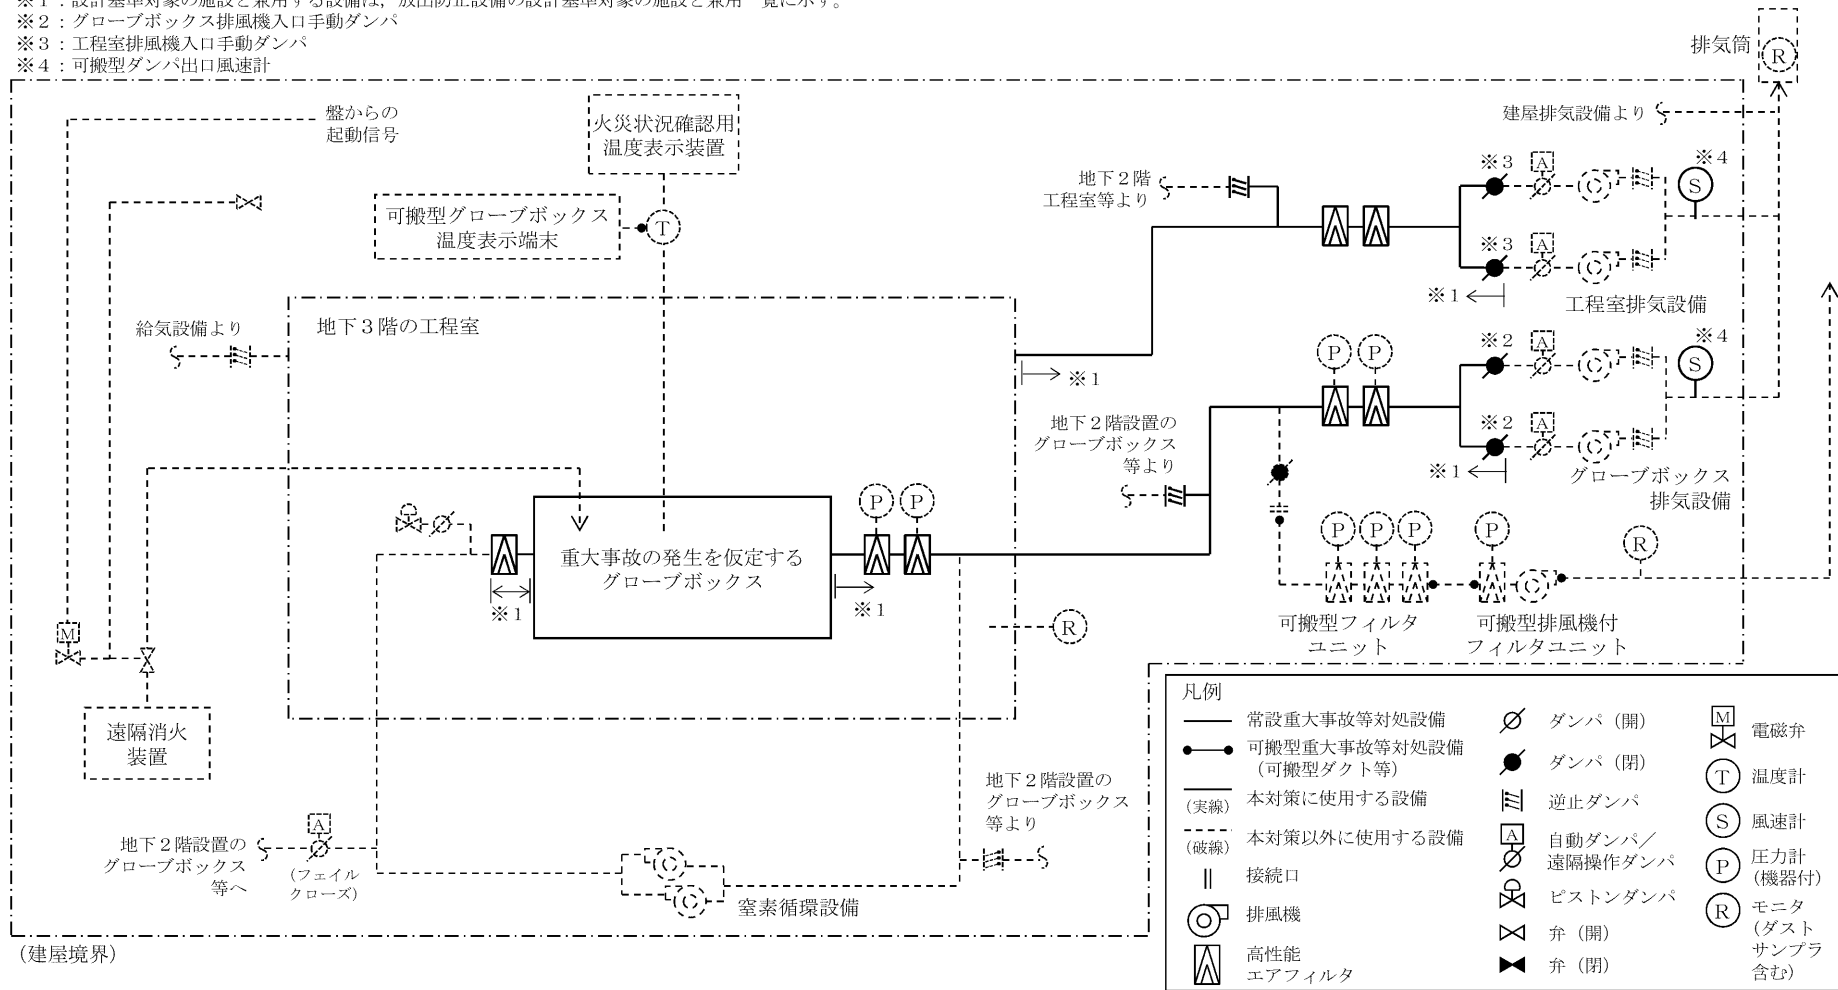 ※１：設計基準対象の施設と兼用する設備は，放出防止設備の設計基準対象の施設と兼用一覧に示す。
※２：グローブボックス排風機入口手動ダンパ
※３：工程室排風機入口手動ダンパ
※４：可搬型ダンパ出口風速計
排気筒
R
盤からの
起動信号
火災状況確認用
温度表示装置
建屋排気設備より
可搬型グローブボックス
温度表示端末
T
地下２階
工程室等より
※３
A
※４
S
※３
A
※１
工程室排気設備
給気設備より
地下３階の工程室
※１
P
P
※２
A
※４
S
地下２階設置の
グローブボックス
等より
※２
A
※１
グローブボックス
排気設備
P
P
重大事故の発生を仮定する
グローブボックス
※１
※１
P
P
P
P
R
可搬型フィルタ
ユニット
可搬型排風機付
フィルタユニット
R
M
遠隔消火
装置
地下２階設置の
グローブボックス
等へ
A
（フェイル
クローズ）
窒素循環設備
地下２階設置の
グローブボックス
等より
（建屋境界）
凡例
常設重大事故等対処設備
可搬型重大事故等対処設備
（可搬型ダクト等）
（実線）
本対策に使用する設備
（破線）
本対策以外に使用する設備
接続口
排風機
高性能
エアフィルタ
ダンパ（開）
ダンパ（閉）
逆止ダンパ
A
自動ダンパ／
遠隔操作ダンパ
ピストンダンパ
弁（開）
弁（閉）
M
電磁弁
T
温度計
S
風速計
P
圧力計
（機器付）
R
モニタ
（ダスト
サンプラ
含む）